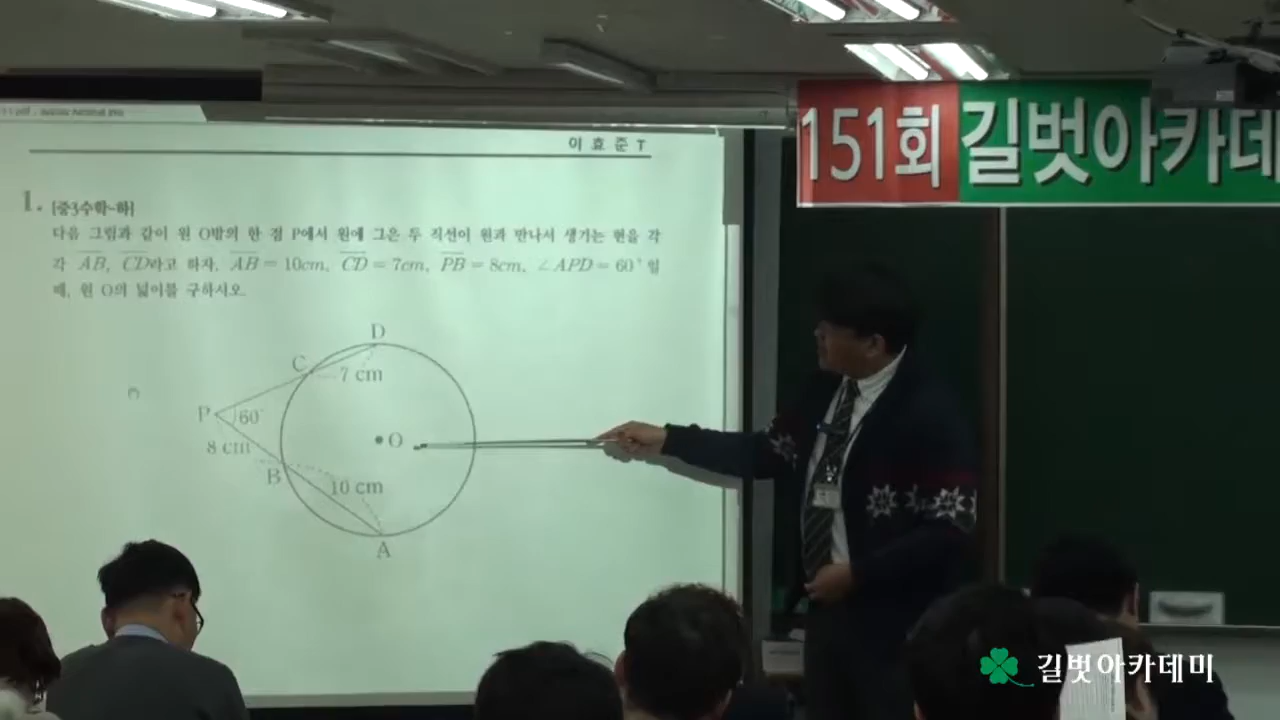 151회 길벗아카데
이 효 준 T
1. [중3수학-하]
다음 그림과 같이 원 O밖의 한 점 P에서 원에 그은 두 직선이 원과 만나서 생기는 현을 각
각 AB, CD라고 하자. AB = 10cm, CD = 7cm, PB = 8cm, ∠APD = 60°일
때, 원 O의 넓이를 구하시오.
D
C
7 cm
P
60°
O
8 cm
B
10 cm
A
길벗아카데미